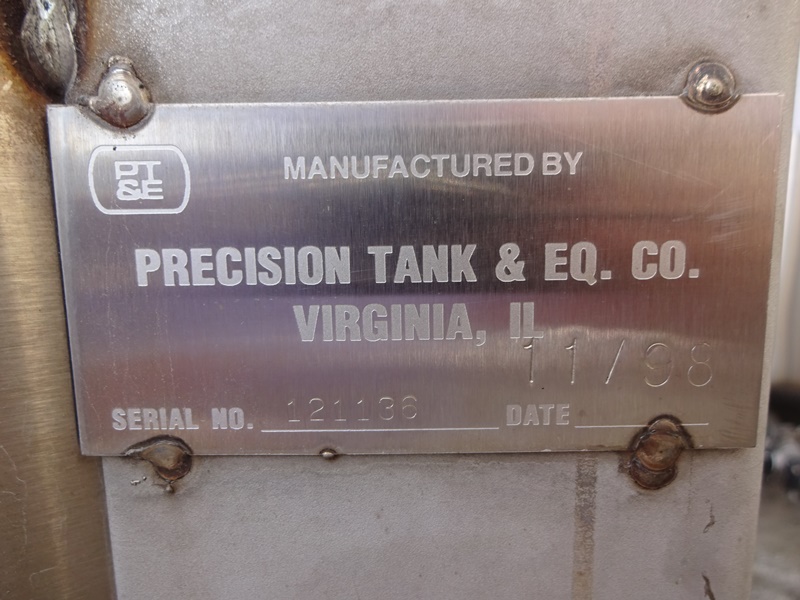 PT
&E
MANUFACTURED BY
PRECISION TANK & EQ. CO.
VIRGINIA, IL
11/98
SERIAL NO. 121136 DATE